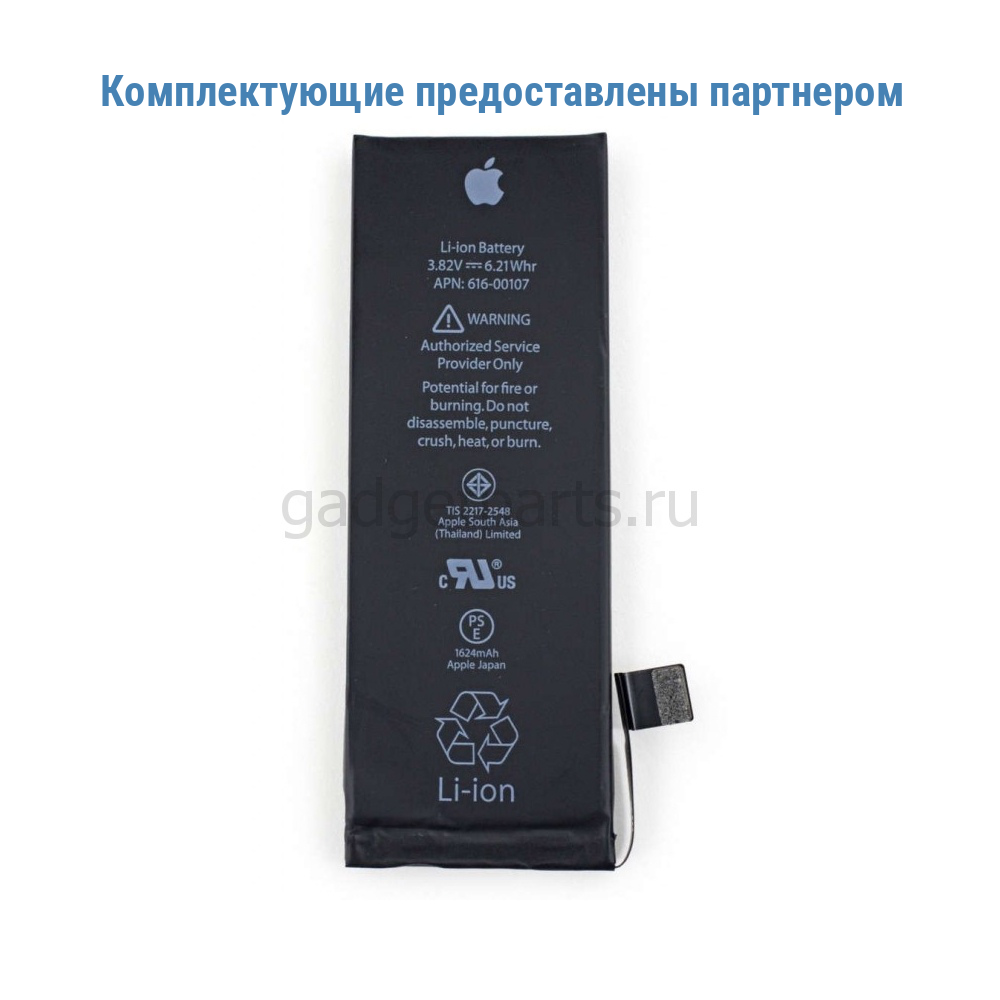 Комплектующие предоставлены партнером
Li-ion Battery
3.82V⎓6.21Whr
APN: 616-00107
⚠ WARNING
Authorized Service
Provider Only
Potential for fire or
burning. Do not
disassemble, puncture,
crush, heat, or burn.
gadgetparts.ru
TIS 2217-2548
Apple South Asia
(Thailand) Limited
c RU ® US
PS
E
1624mAh
Apple Japan
Li-ion